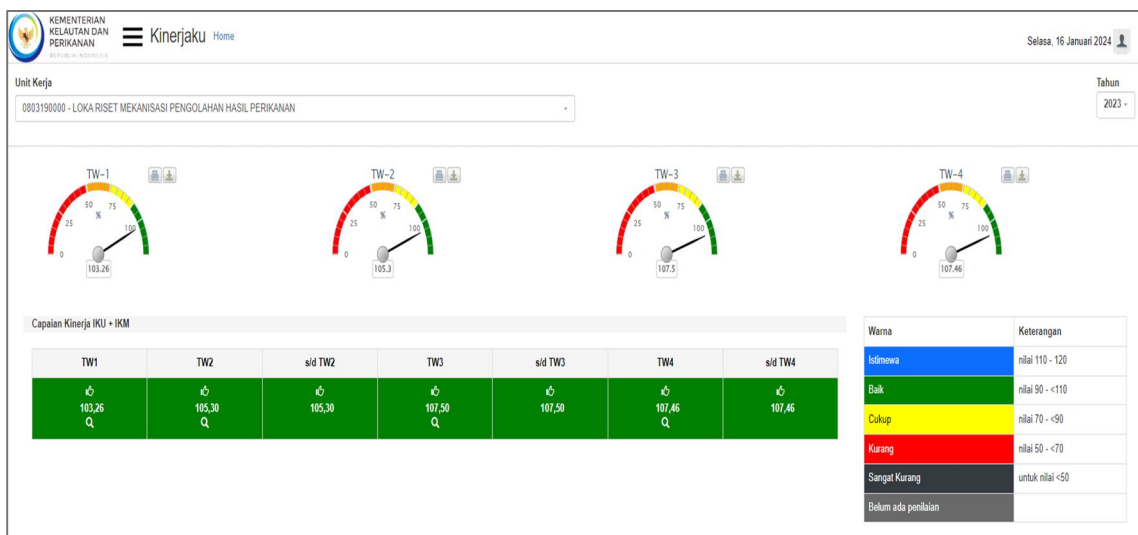 KEMENTERIAN
KELAUTAN DAN
PERIKANAN
REPUBLIK INDONESIA
Kinerjaku Home
Selasa, 16 Januari 2024
Unit Kerja
Tahun
0803190000 - LOKA RISET MEKANISASI PENGOLAHAN HASIL PERIKANAN
2023
TW-1
0 25 50 75 100
%
103.26
TW-2
0 25 50 75 100
%
105.3
TW-3
0 25 50 75 100
%
107.5
TW-4
0 25 50 75 100
%
107.46
Capaian Kinerja IKU + IKM
TW1 TW2 s/d TW2 TW3 s/d TW3 TW4 s/d TW4
103,26 105,30 105,30 107,50 107,50 107,46 107,46
Warna Keterangan
Istimewa nilai 110 - 120
Baik nilai 90 - <110
Cukup nilai 70 - <90
Kurang nilai 50 - <70
Sangat Kurang untuk nilai <50
Belum ada penilaian